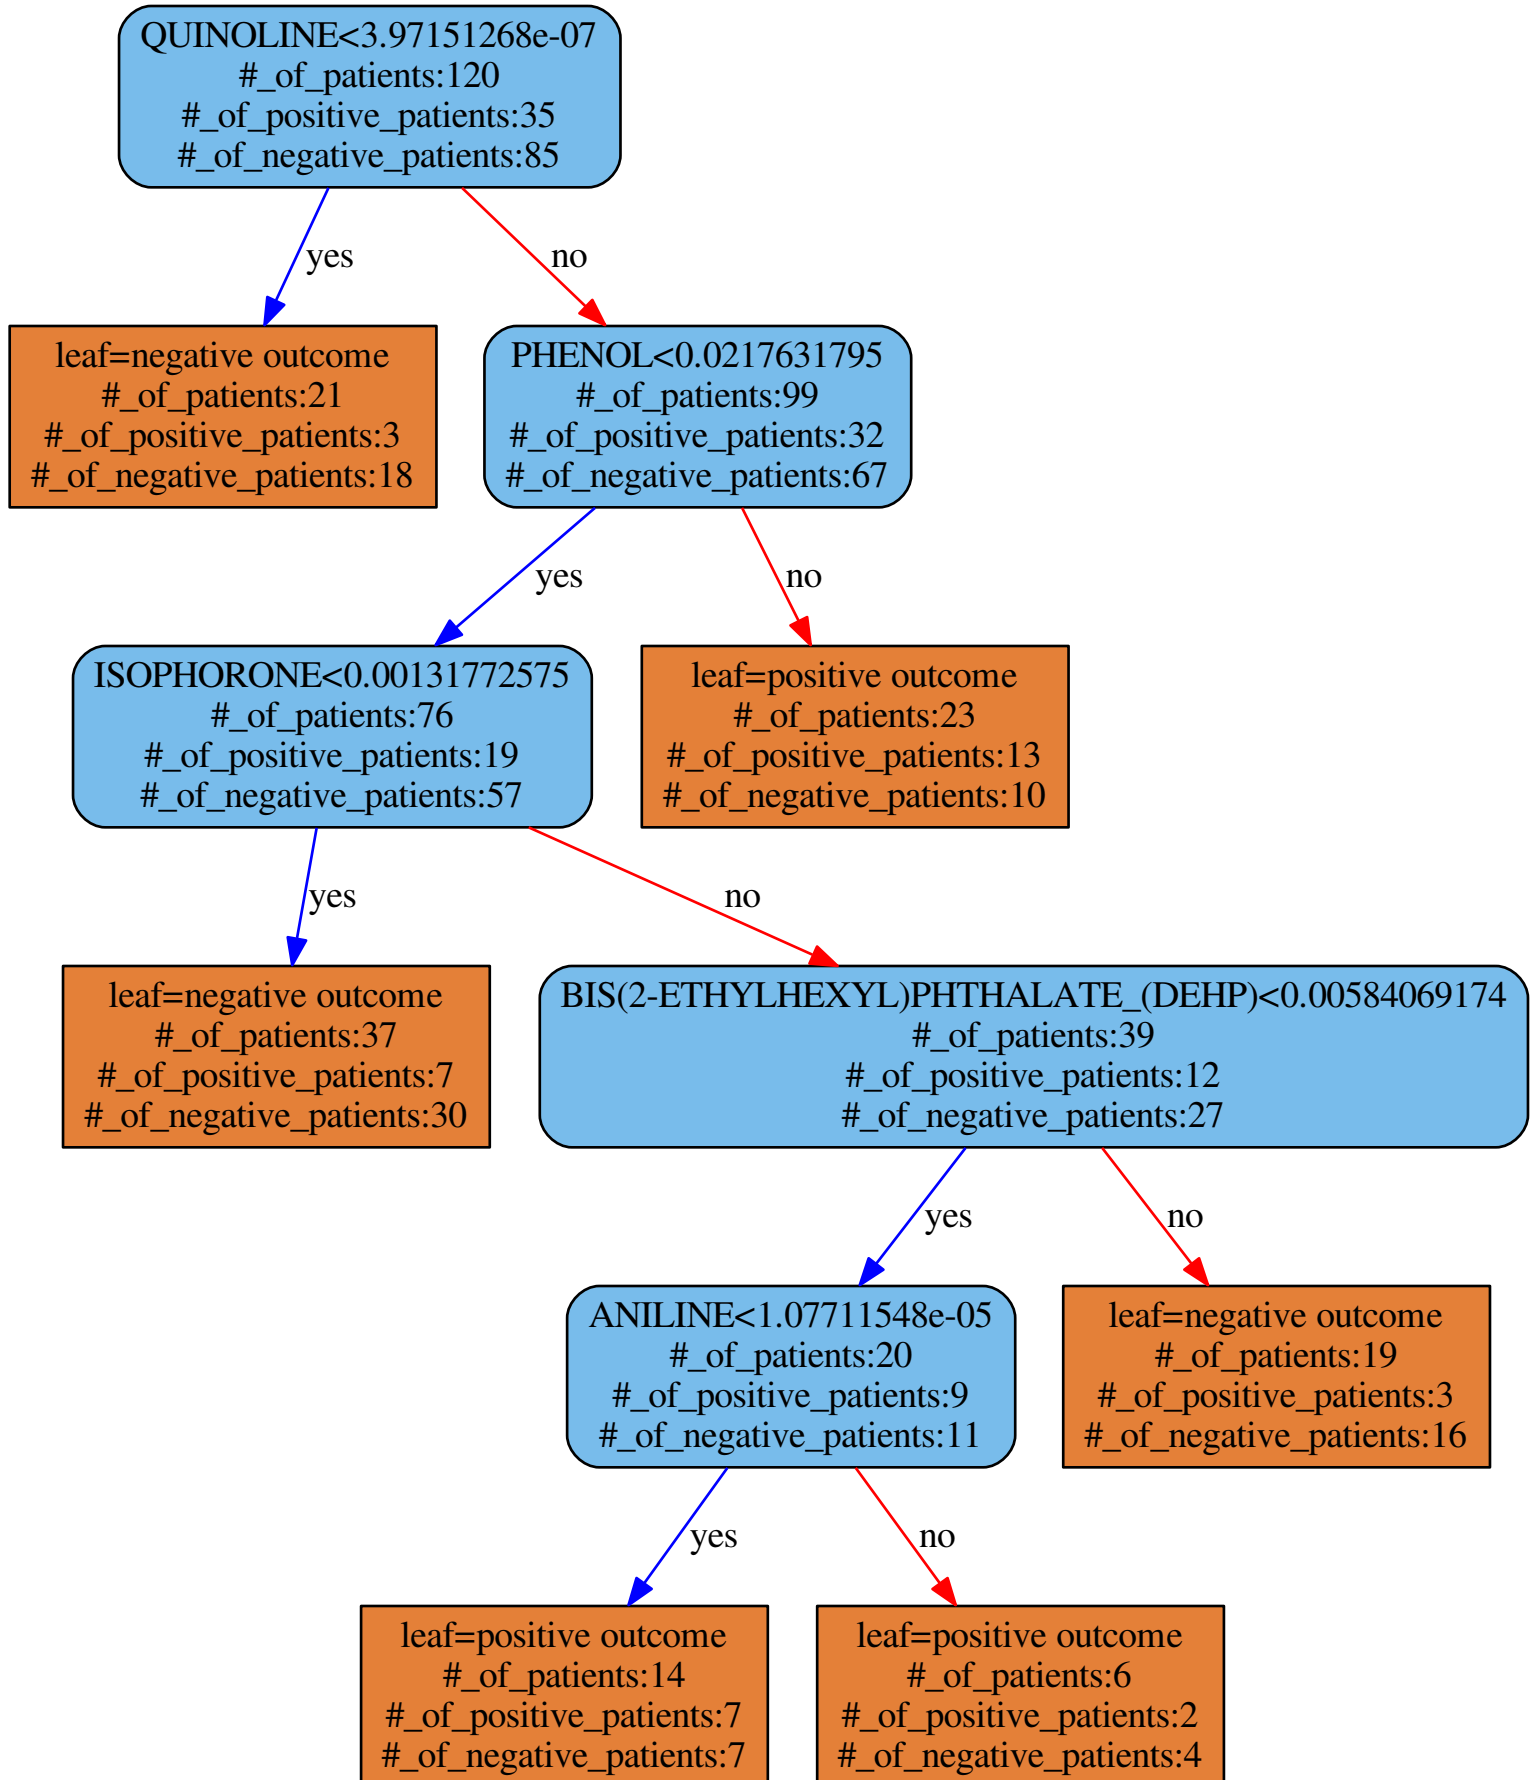 QUINOLINE<3.97151268e-07
#_of_patients:120
#_of_positive_patients:35
#_of_negative_patients:85
yes
no
leaf=negative outcome
#_of_patients:21
#_of_positive_patients:3
#_of_negative_patients:18
PHENOL<0.0217631795
#_of_patients:99
#_of_positive_patients:32
#_of_negative_patients:67
yes
no
ISOPHORONE<0.00131772575
#_of_patients:76
#_of_positive_patients:19
#_of_negative_patients:57
leaf=positive outcome
#_of_patients:23
#_of_positive_patients:13
#_of_negative_patients:10
yes
no
leaf=negative outcome
#_of_patients:37
#_of_positive_patients:7
#_of_negative_patients:30
BIS(2-ETHYLHEXYL)PHTHALATE_(DEHP)<0.00584069174
#_of_patients:39
#_of_positive_patients:12
#_of_negative_patients:27
yes
no
ANILINE<1.07711548e-05
#_of_patients:20
#_of_positive_patients:9
#_of_negative_patients:11
leaf=negative outcome
#_of_patients:19
#_of_positive_patients:3
#_of_negative_patients:16
yes
no
leaf=positive outcome
#_of_patients:14
#_of_positive_patients:7
#_of_negative_patients:7
leaf=positive outcome
#_of_patients:6
#_of_positive_patients:2
#_of_negative_patients:4